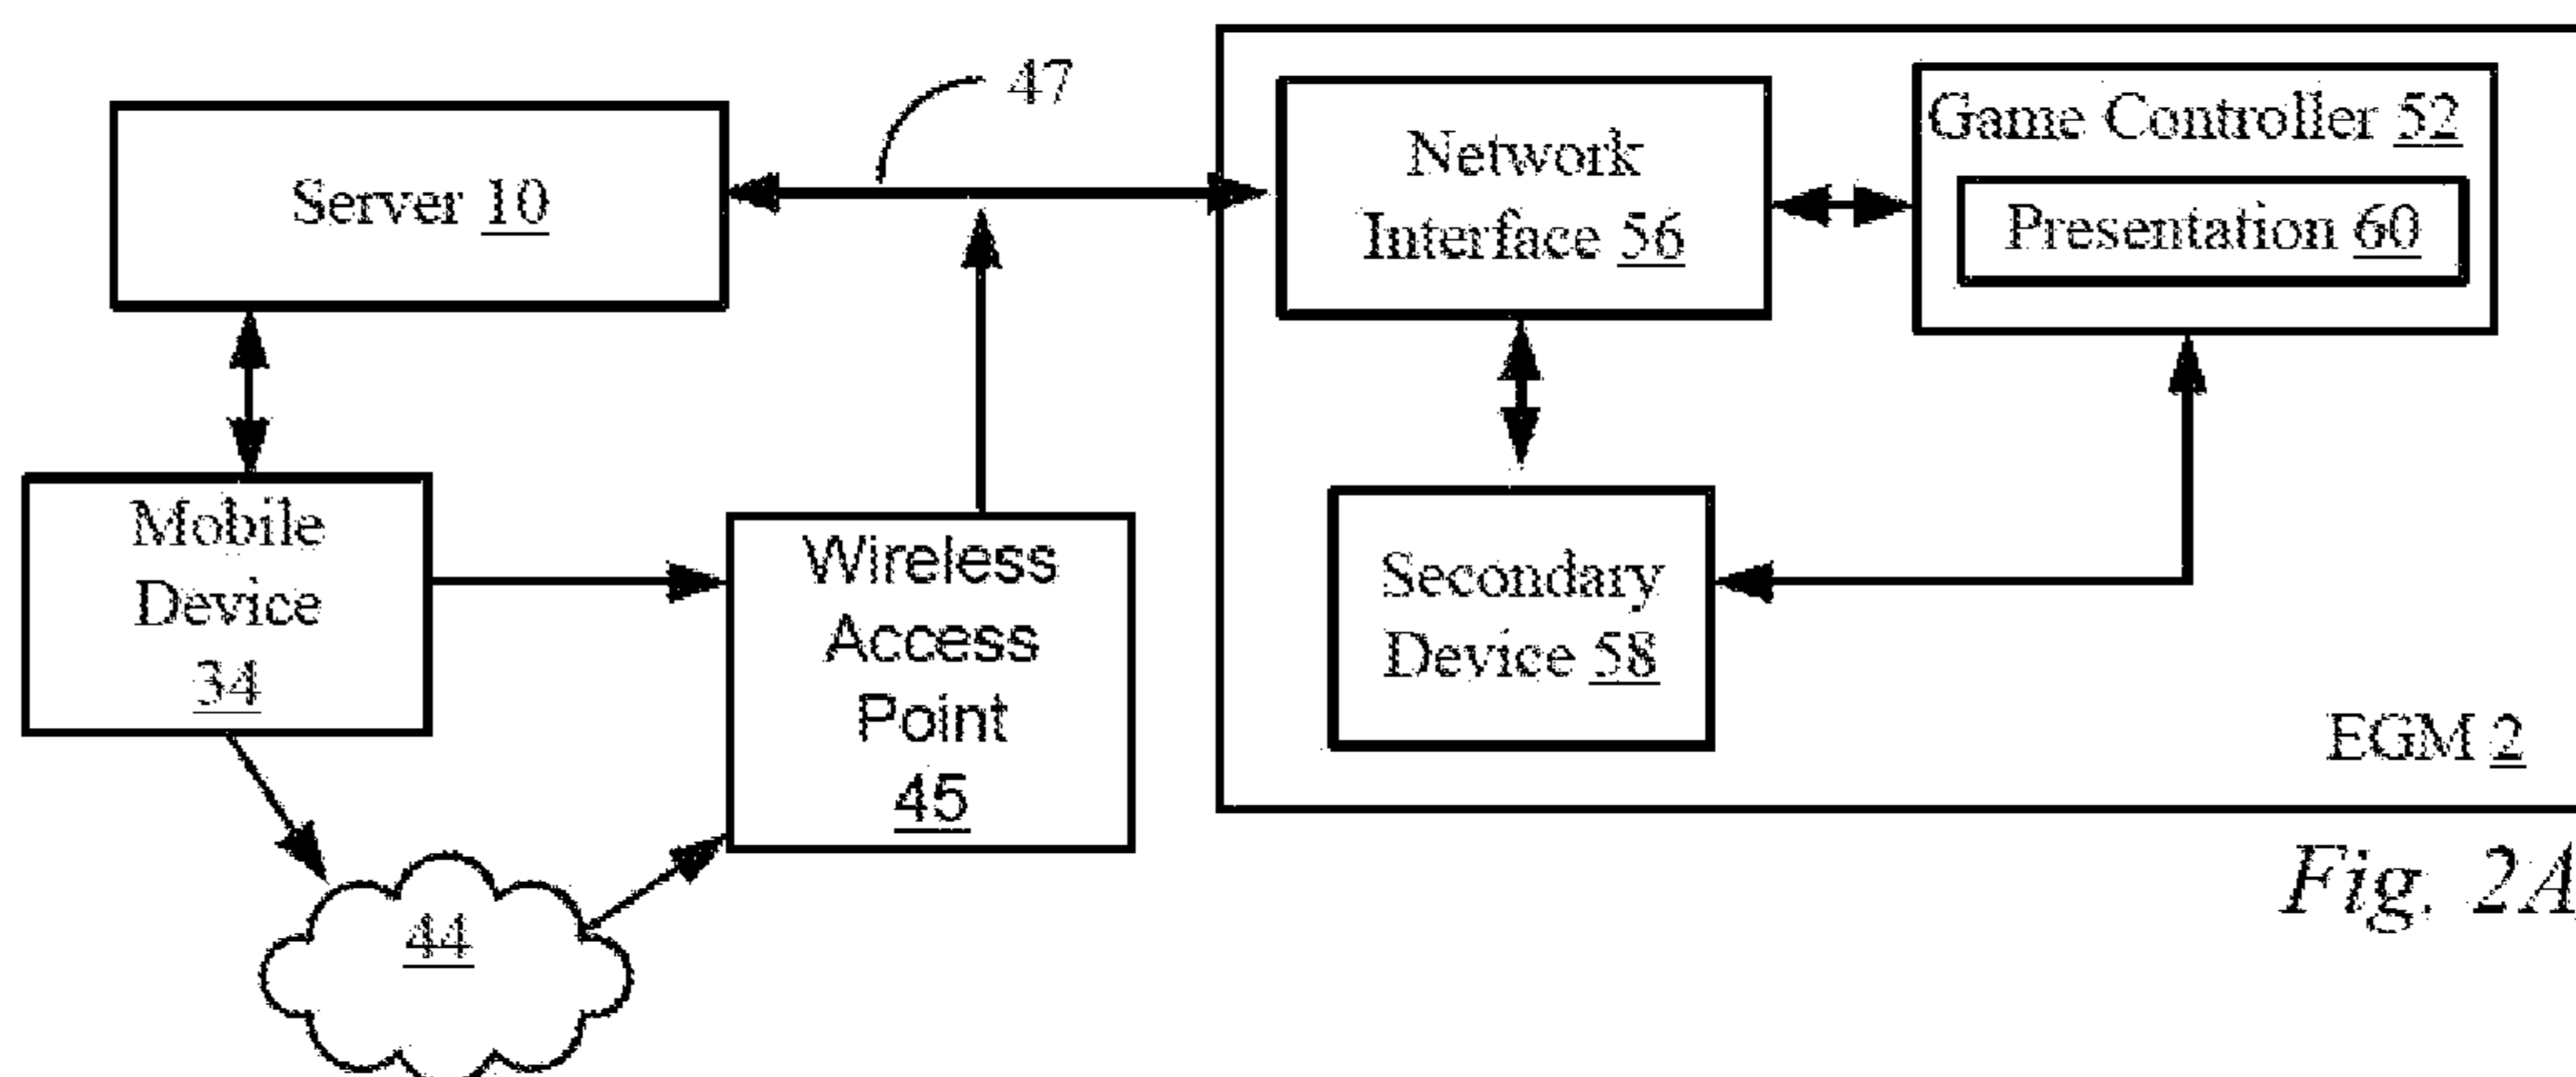 47
Server 10
Network
Interface 56
Game Controller 52
Presentation 60
Mobile
Device
34
Wireless
Access
Point
45
Secondary
Device 58
EGM 2
44
Fig. 2A